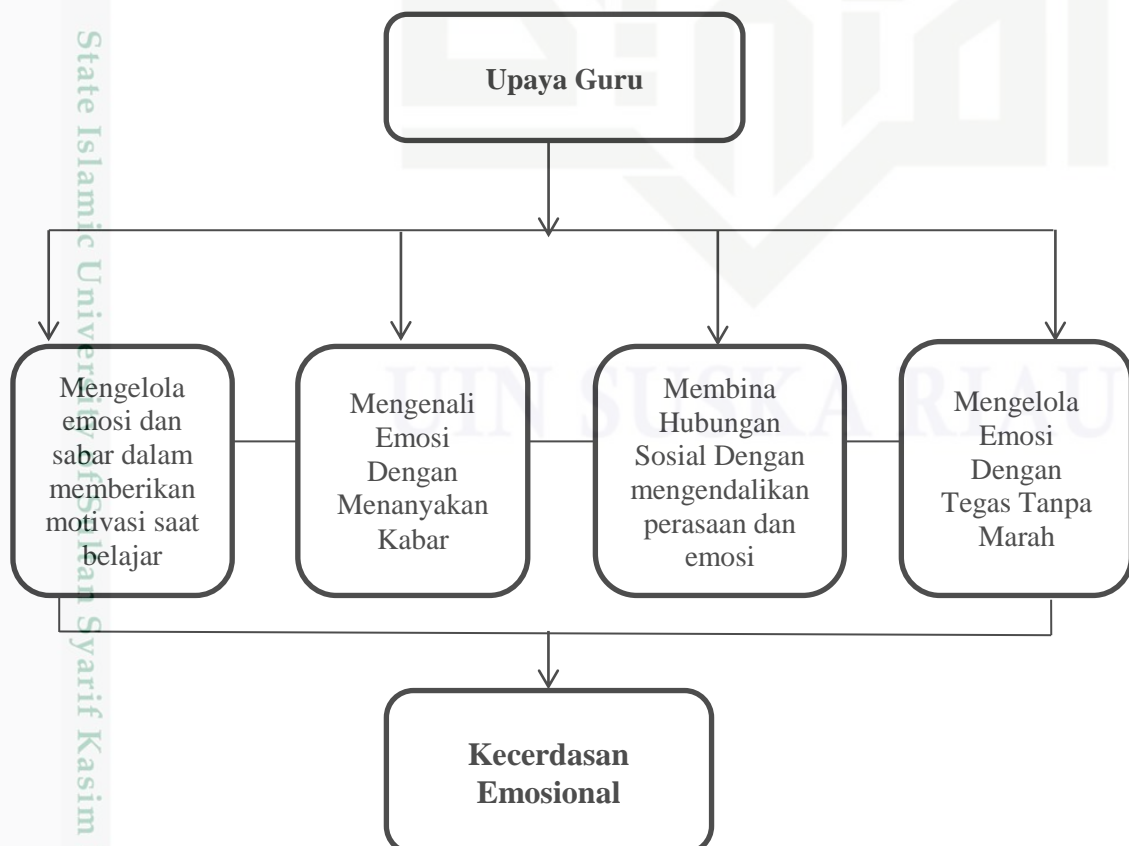 Upaya Guru
Mengelola
emosi dan
sabar dalam
memberikan
motivasi saat
belajar
Mengenali
Emosi
Dengan
Menanyakan
Kabar
Membina
Hubungan
Sosial Dengan
mengendalikan
perasaan dan
emosi
Mengelola
Emosi
Dengan
Tegas Tanpa
Marah
Kecerdasan
Emosional
UIN SUSKA RIAU
State Islamic University of Sultan Syarif Kasim